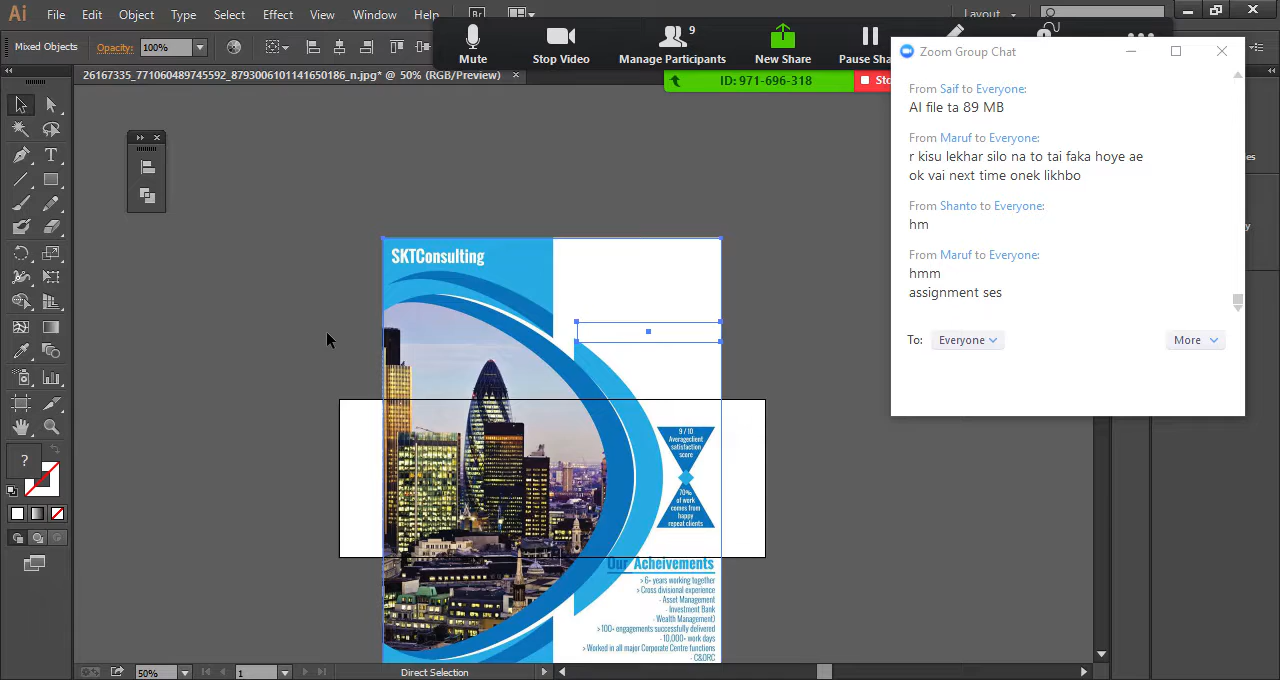 Ai File Edit Object Type Select Effect View Window Help Br Layout
Mixed Objects Opacity: 100%
26167335_771060489745592_8793006101141650186_n.jpg* @ 50% (RGB/Preview)
9
Mute Stop Video Manage Participants New Share Pause Sha
ID: 971-696-318
Zoom Group Chat
From Saif to Everyone:
AI file ta 89 MB
From Maruf to Everyone:
r kisu lekhar silo na to tai faka hoye ae
ok vai next time onek likhbo
From Shanto to Everyone:
hm
From Maruf to Everyone:
hmm
assignment ses
To: Everyone More
SKTConsulting
9 / 10
Averageclient
satisfaction
score
70%
of work
comes from
happy
repeat clients
Our Acheivements
> 6+ years working together
> Cross divisional experience
- Asset Management
- Investment Bank
- Wealth Management)
> 100+ engagements successfully delivered
- 10,000+ work days
> Worked in all major Corporate Centre functions
- C&ORC
?
50% 1 Direct Selection